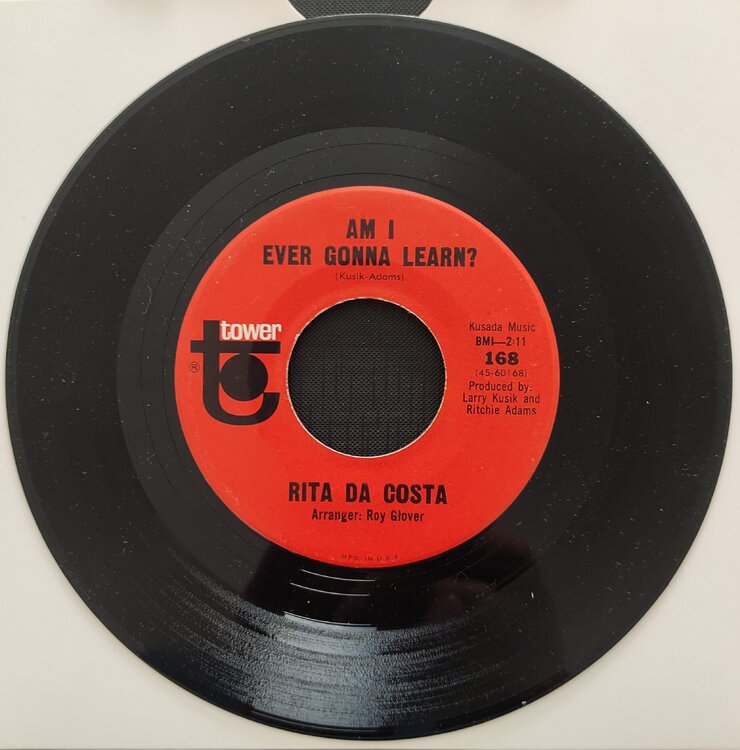 AM I
EVER GONNA LEARN?
(Kusik-Adams)
tower
®
Kusada Music
BMI—2:11
168
(45-60168)
Produced by:
Larry Kusik and
Ritchie Adams
RITA DA COSTA
Arranger: Roy Glover
MFD. IN U.S.A.